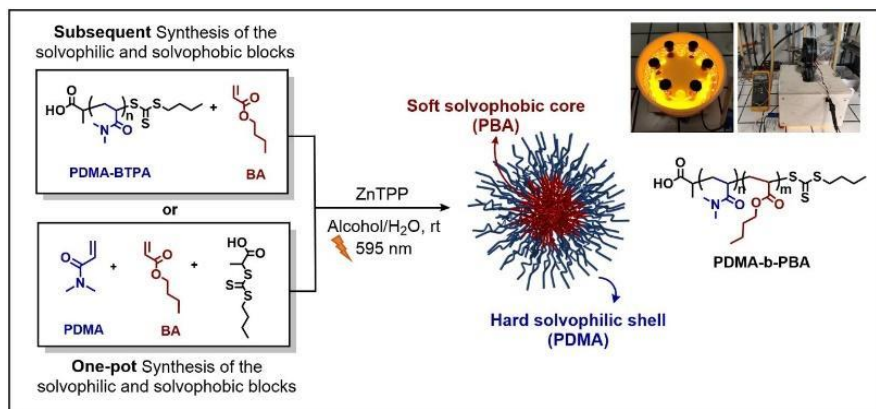 Subsequent Synthesis of the
solvophilic and solvophobic blocks
HO
O
n
S
S
S
N
O
PDMA-BTPA
+
O
O
BA
or
O
N
PDMA
+
O
O
BA
+
HO
O
S
S
S
One-pot Synthesis of the
solvophilic and solvophobic blocks
ZnTPP
Alcohol/H2O, rt
595 nm
Soft solvophobic core
(PBA)
Hard solvophilic shell
(PDMA)
HO
O
n
m
S
S
S
N
O
O
O
PDMA-b-PBA